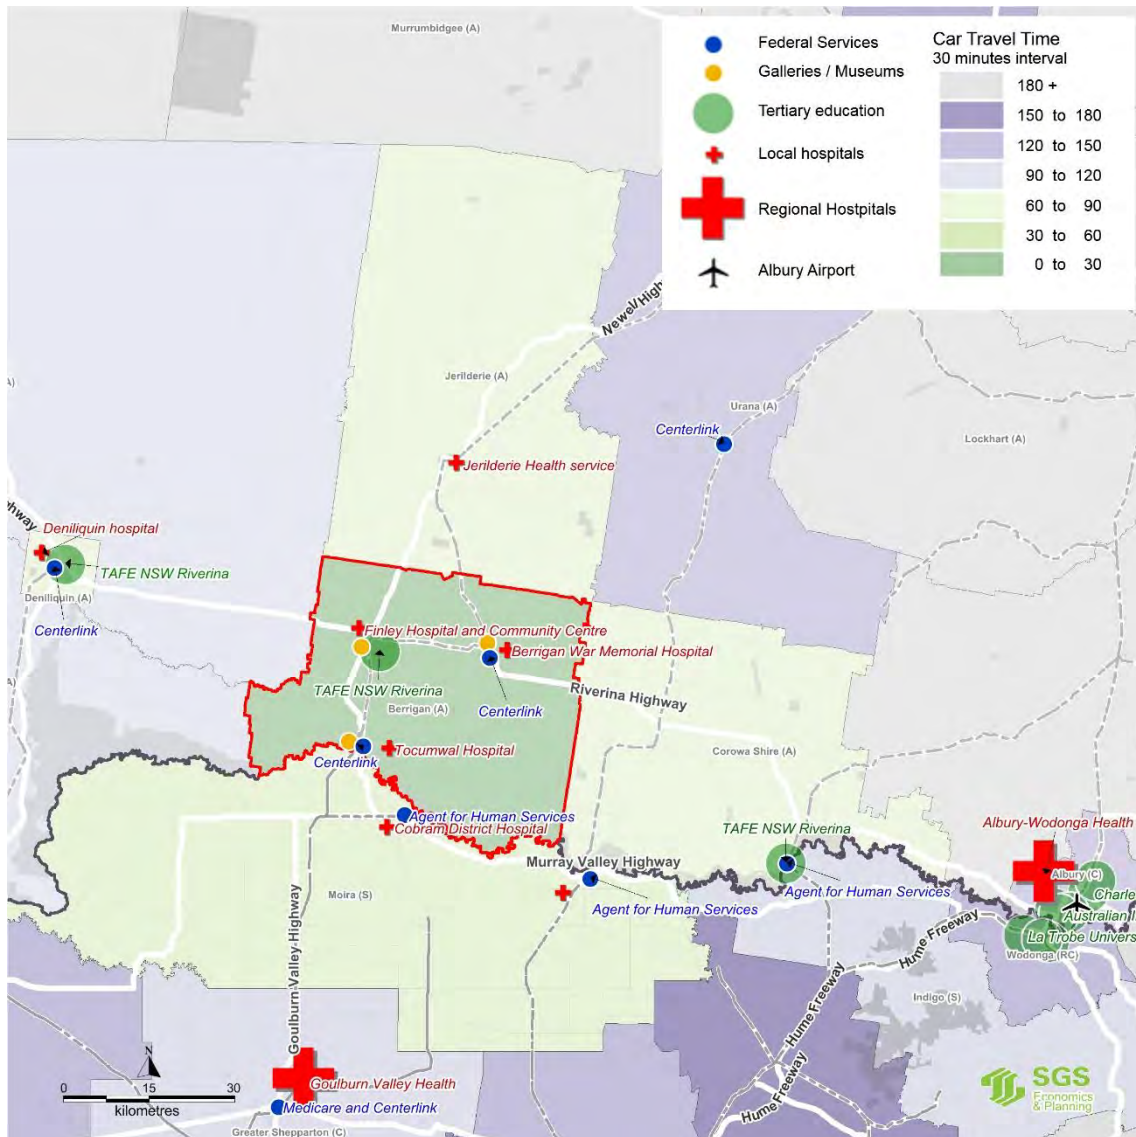 Murrumbidgee (A)
Federal Services
Galleries / Museums
Tertiary education
Local hospitals
Regional Hostpitals
Albury Airport
Car Travel Time
30 minutes interval
180 +
150 to 180
120 to 150
90 to 120
60 to 90
30 to 60
0 to 30
Newell High
Jerilderie (A)
Urana (A)
Centerlink
Lockhart (A)
Jerilderie Health service
ghway
Deniliquin hospital
TAFE NSW Riverina
Deniliquin (A)
Centerlink
Finley Hospital and Community Centre
Berrigan War Memorial Hospital
TAFE NSW Riverina
Riverina Highway
Berrigan (A)
Centerlink
Tocumwal Hospital
Centerlink
Corowa Shire (A)
Agent for Human Services
Cobram District Hospital
TAFE NSW Riverina
Albury-Wodonga Health
Murray Valley Highway
Agent for Human Services
Albury (C)
Moira (S)
Agent for Human Services
Charle
Australian I
La Trobe Univers
Wodonga (RC)
Hume Freeway
Indigo (S)
Goulburn-Valley-Highway
Hume Freeway
Hume Freeway
N
0 15 30
kilometres
Goulburn Valley Health
Medicare and Centerlink
Greater Shepparton (C)
SGS
Economics
& Planning